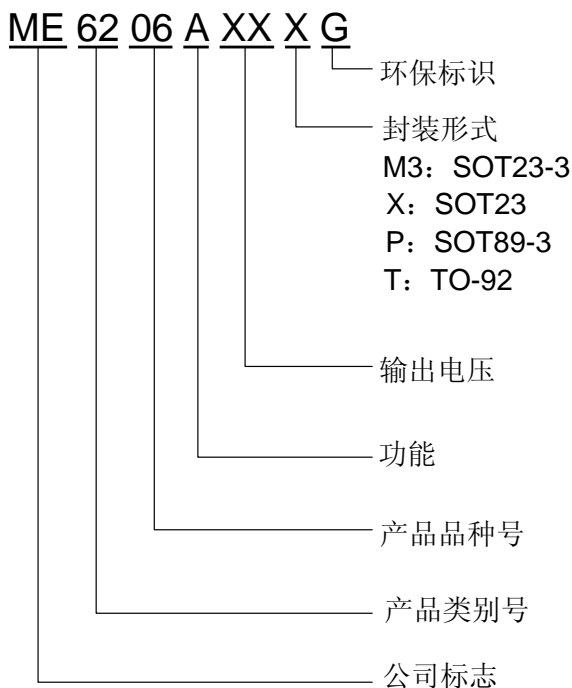 ME 62 06 A XX X G
环保标识
封装形式
M3：SOT23-3
X：SOT23
P：SOT89-3
T：TO-92
输出电压
功能
产品品种号
产品类别号
公司标志